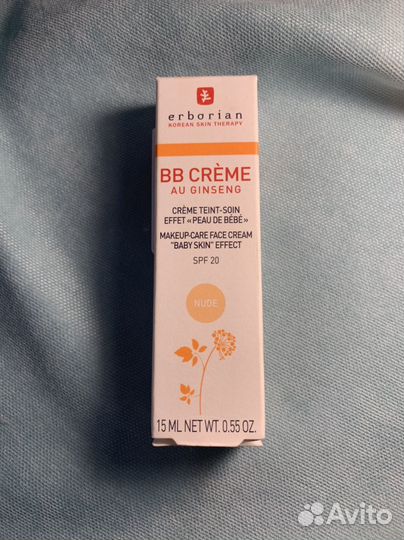 erborian
KOREAN SKIN THERAPY
BB CRÈME
AU GINSENG
CRÈME TEINT-SOIN
EFFET « PEAU DE BÉBÉ »
MAKEUP-CARE FACE CREAM
"BABY SKIN" EFFECT
SPF 20
NUDE
15 ML NET WT. 0.55 OZ.
Avito